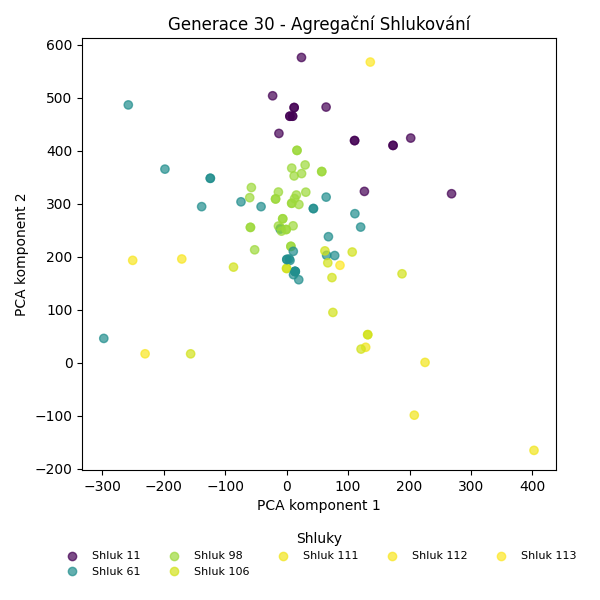 Generace 30 - Agregační Shlukování
600
500
400
300
200
100
0
−100
−200
PCA komponent 2
−300 −200 −100 0 100 200 300 400
PCA komponent 1
Shluky
Shluk 11 Shluk 98 Shluk 111 Shluk 112 Shluk 113
Shluk 61 Shluk 106